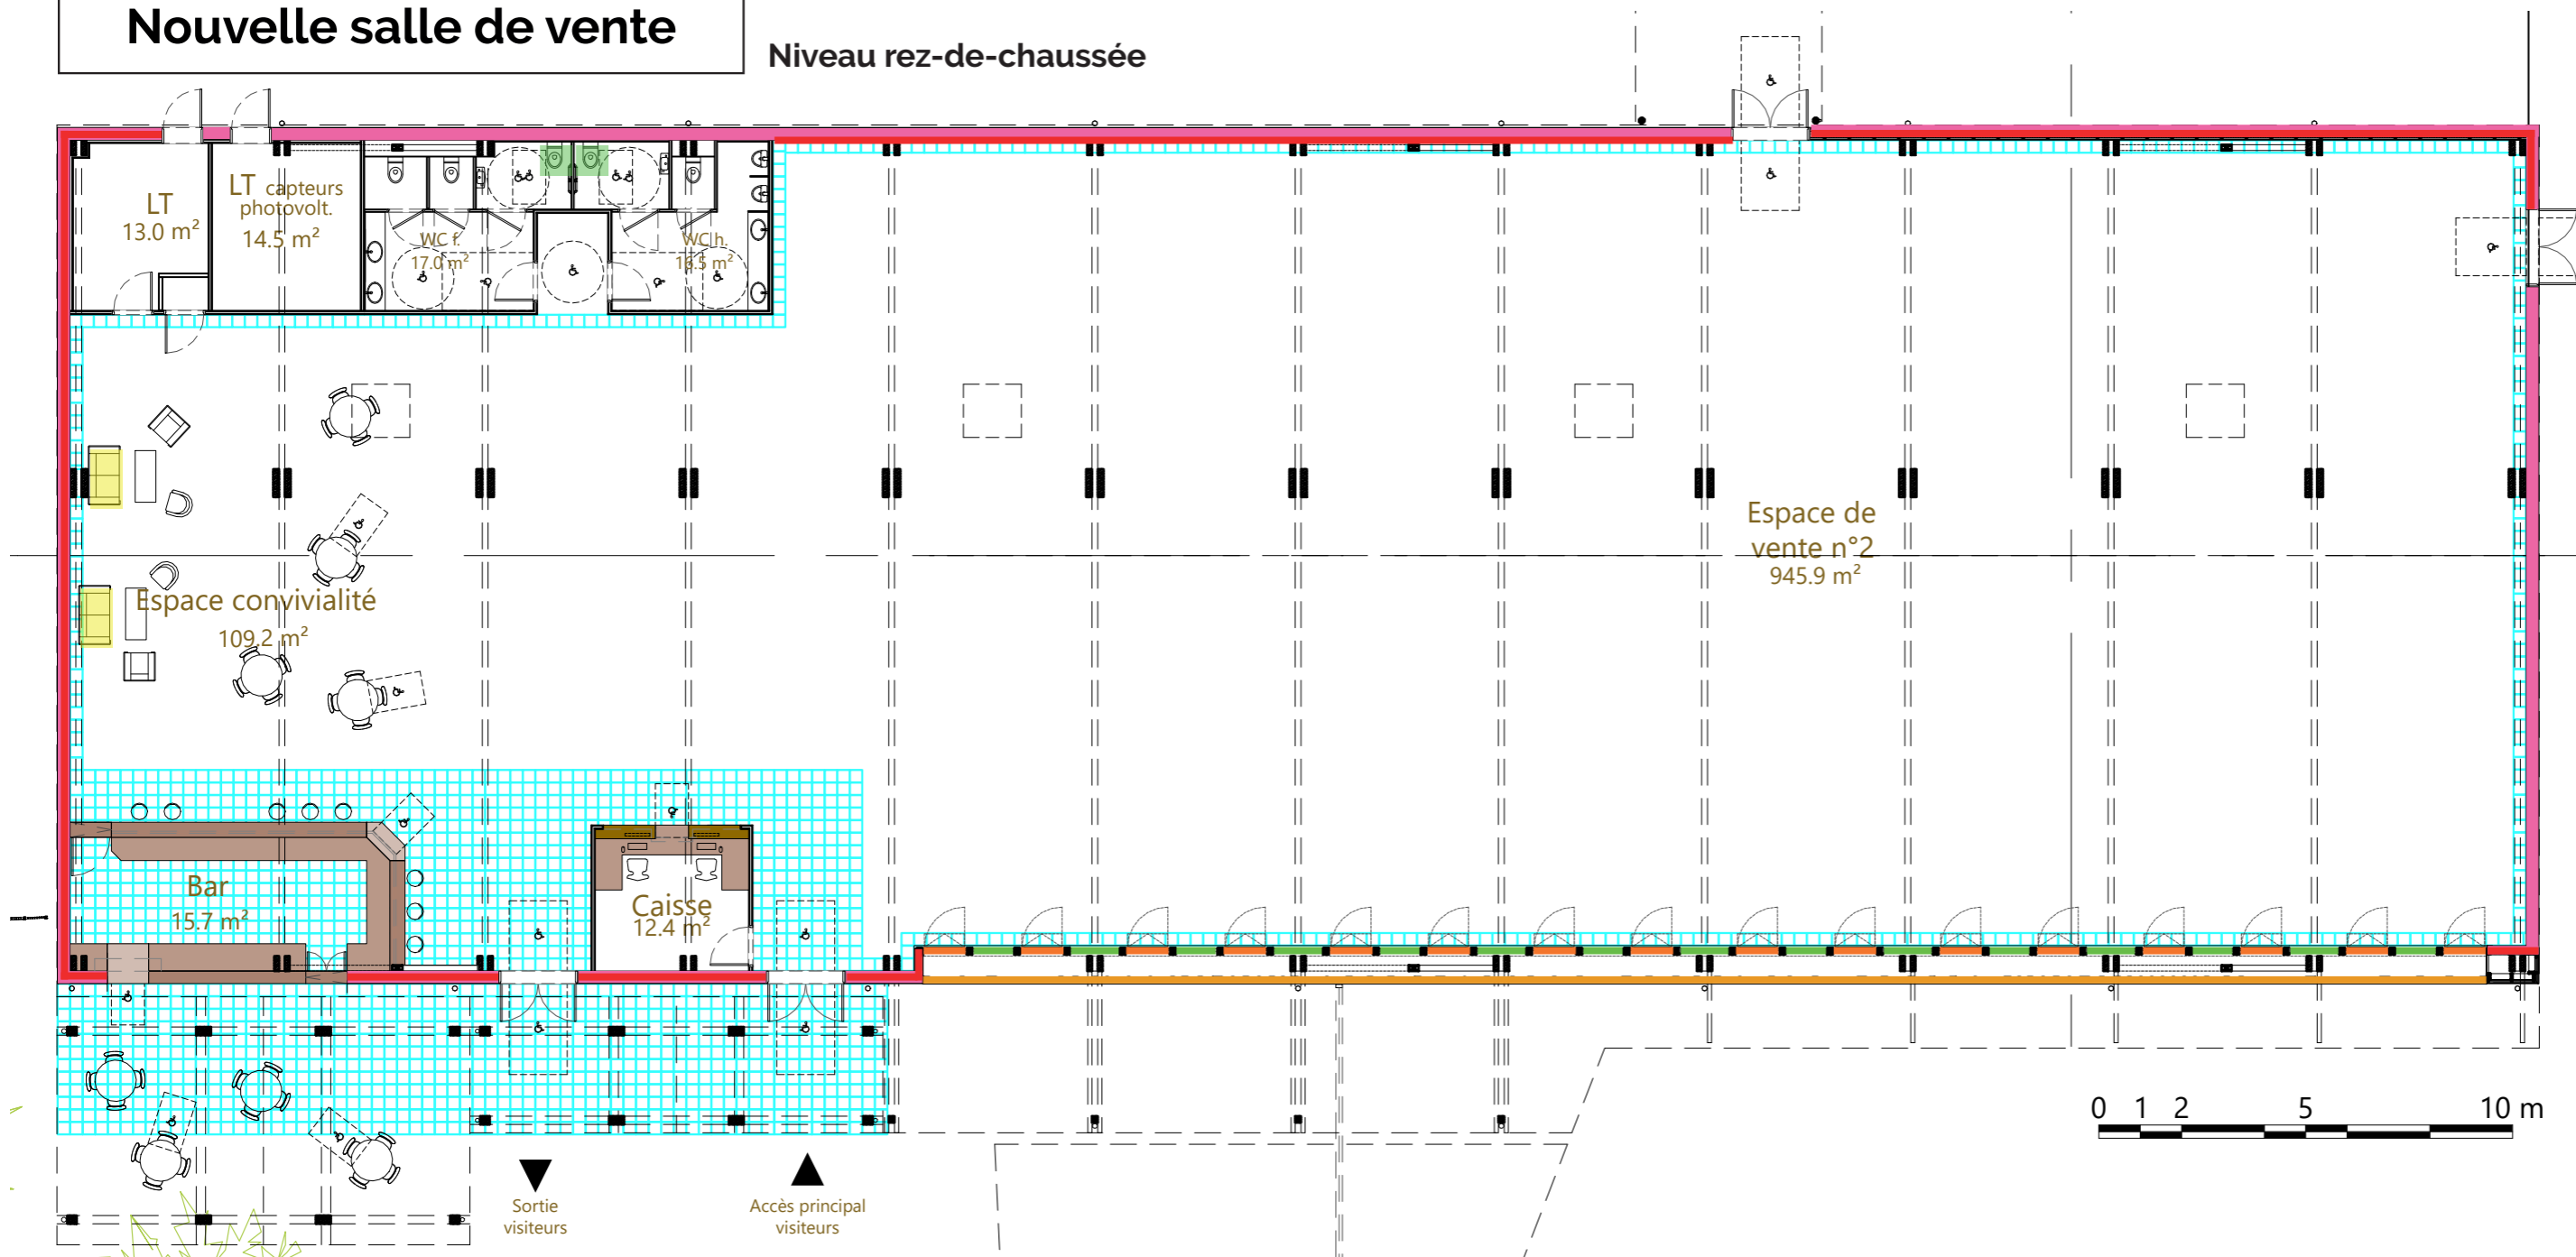 Nouvelle salle de vente
Niveau rez-de-chaussée
LT
13.0 m²
LT capteurs
photovolt.
14.5 m²
WC f.
17.0 m²
WC h.
16.5 m²
Espace de
vente n°2
945.9 m²
Espace convivialité
109.2 m²
Bar
15.7 m²
Caisse
12.4 m²
0 1 2 5 10 m
Sortie
visiteurs
Accès principal
visiteurs